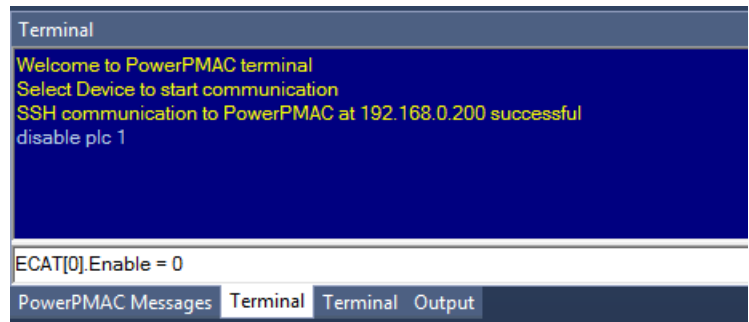 Terminal
Welcome to PowerPMAC terminal
Select Device to start communication
SSH communication to PowerPMAC at 192.168.0.200 successful
disable plc 1
ECAT[0].Enable = 0
PowerPMAC Messages Terminal Terminal Output